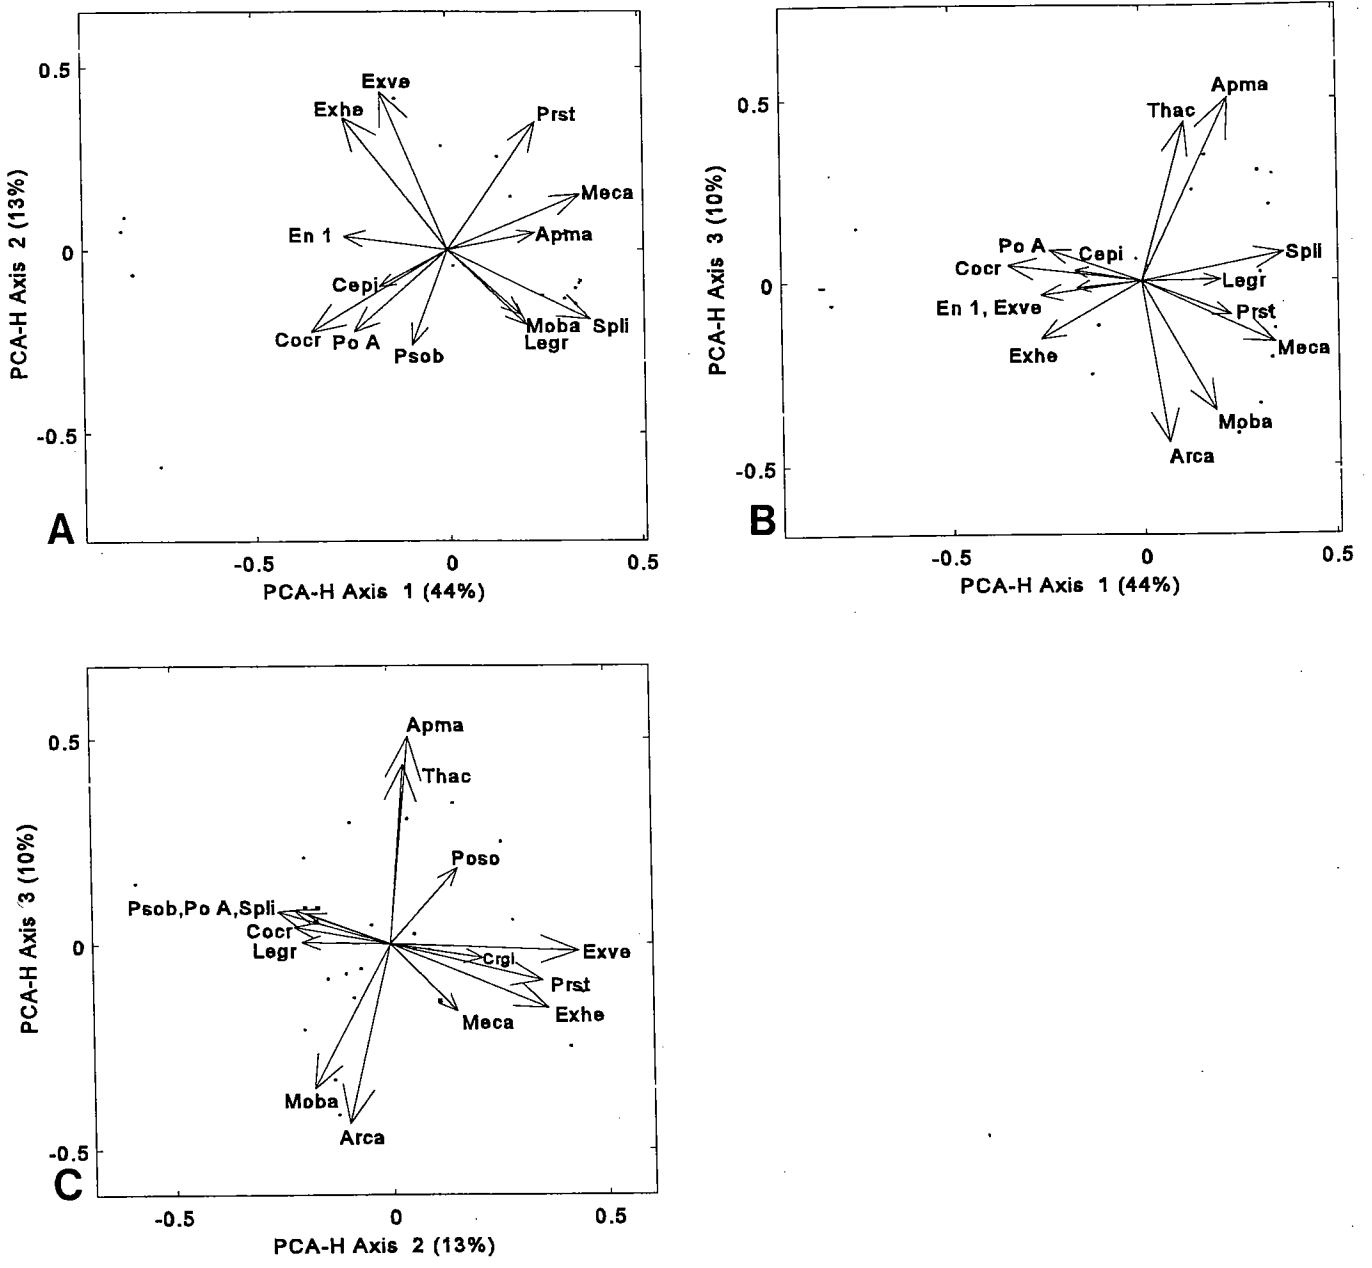 0.5
0
-0.5
PCA-H Axis 2 (13%)
Exve
Exhe
Prst
Meca
En 1
Apma
Cepi
Cocr
Po A
Psob
Moba
Legr
Spli
A
-0.5
0
0.5
PCA-H Axis 1 (44%)
0.5
0
-0.5
PCA-H Axis 3 (10%)
Apma
Thac
Po A
Cepi
Spli
Cocr
Legr
En 1, Exve
Prst
Exhe
Meca
Moba
Arca
B
-0.5
0
0.5
PCA-H Axis 1 (44%)
0.5
0
-0.5
PCA-H Axis 3 (10%)
Apma
Thac
Poso
Psob,Po A,Spli
Cocr
Legr
Exve
Crgi
Prst
Exhe
Meca
Moba
Arca
C
-0.5
0
0.5
PCA-H Axis 2 (13%)